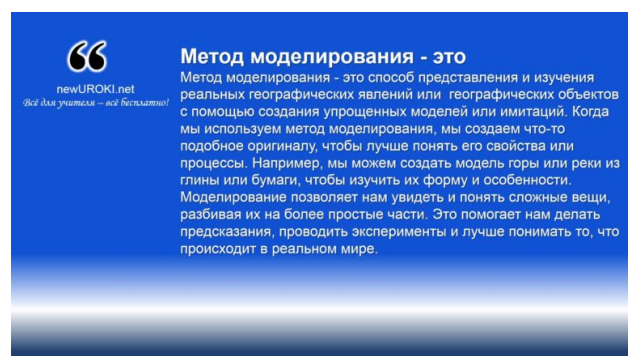 ❝
newUROKI.net
Всё для учителя – всё бесплатно!
Метод моделирования - это
Метод моделирования - это способ представления и изучения
реальных географических явлений или  географических объектов
с помощью создания упрощенных моделей или имитаций. Когда
мы используем метод моделирования, мы создаем что-то
подобное оригиналу, чтобы лучше понять его свойства или
процессы. Например, мы можем создать модель горы или реки из
глины или бумаги, чтобы изучить их форму и особенности.
Моделирование позволяет нам увидеть и понять сложные вещи,
разбивая их на более простые части. Это помогает нам делать
предсказания, проводить эксперименты и лучше понимать то, что
происходит в реальном мире.